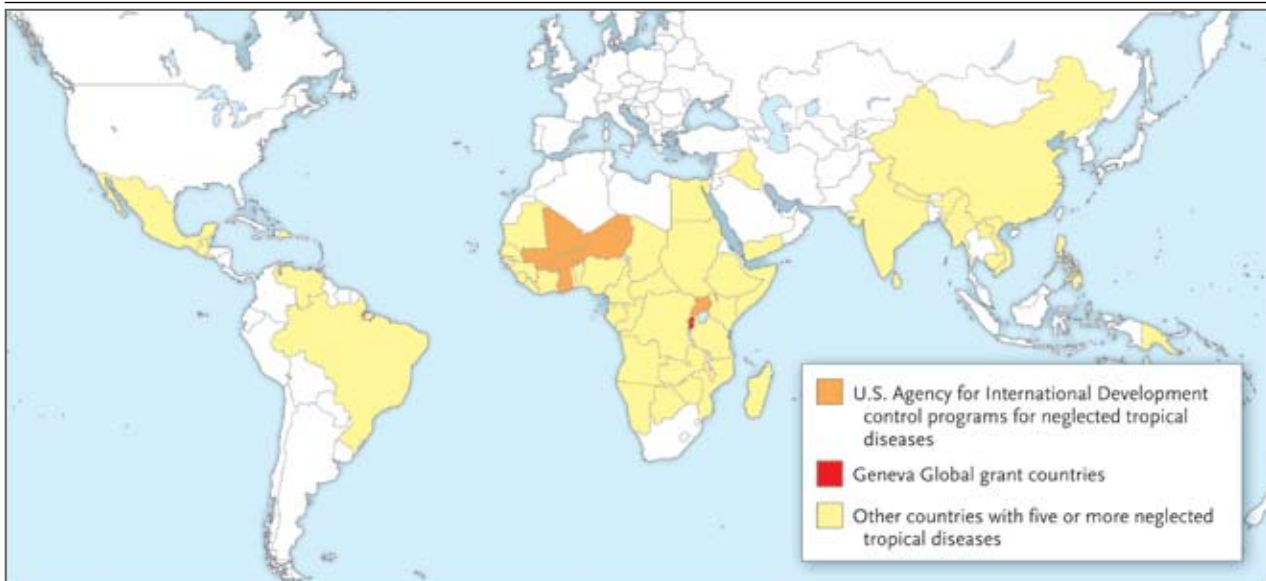 U.S. Agency for International Development
control programs for neglected tropical
diseases
Geneva Global grant countries
Other countries with five or more neglected
tropical diseases